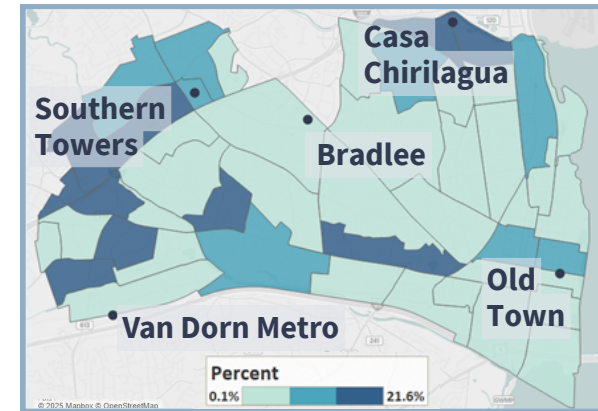 Casa
Chirilagua
Southern
Towers
Bradlee
Old
Town
Van Dorn Metro
Percent
0.1% 21.6%
© 2025 Mapbox © OpenStreetMap